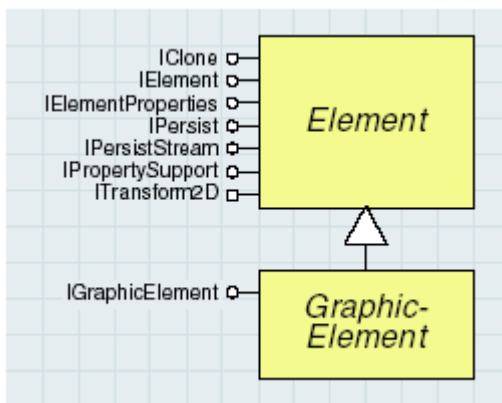 IClone
IElement
IElementProperties
IPersist
IPersistStream
IPropertySupport
ITransform2D
Element
IGraphicElement
Graphic-
Element